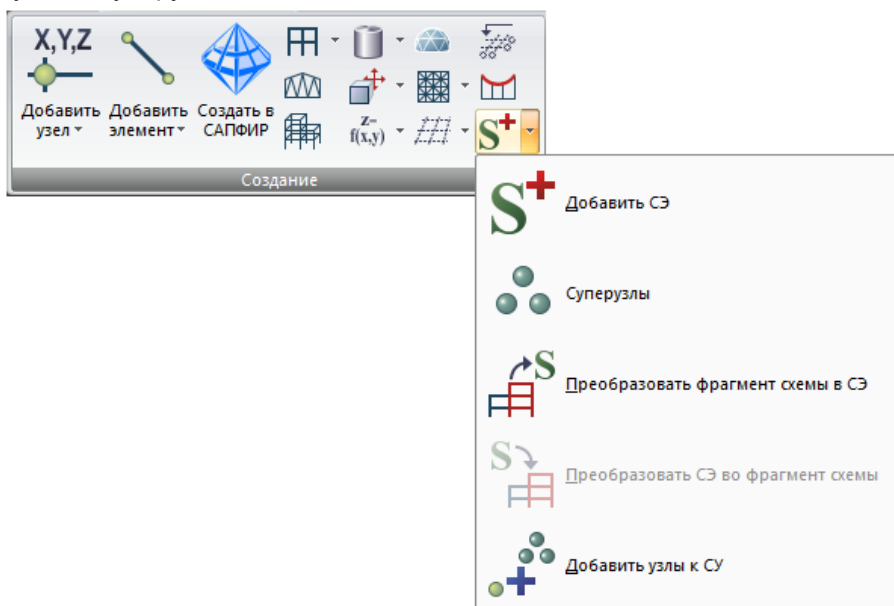 X,Y,Z
Добавить узел
Добавить элемент
Создать в САПФИР
z=
f(x,y)
S+
Создание
S+
Добавить СЭ
Суперузлы
S
Преобразовать фрагмент схемы в СЭ
S
Преобразовать СЭ во фрагмент схемы
Добавить узлы к СУ